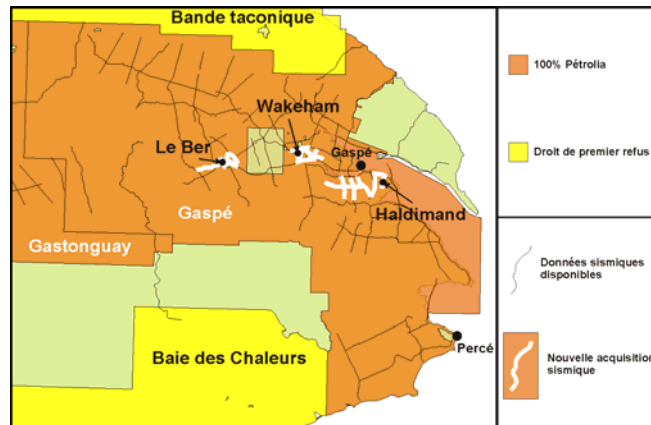 Bande taconique
Wakeham
Le Ber
Gaspé
Gaspé
Haldimand
Gastonguay
Baie des Chaleurs
Percé
100% Pétrolia
Droit de premier refus
Données sismiques
disponibles
Nouvelle acquisition
sismique